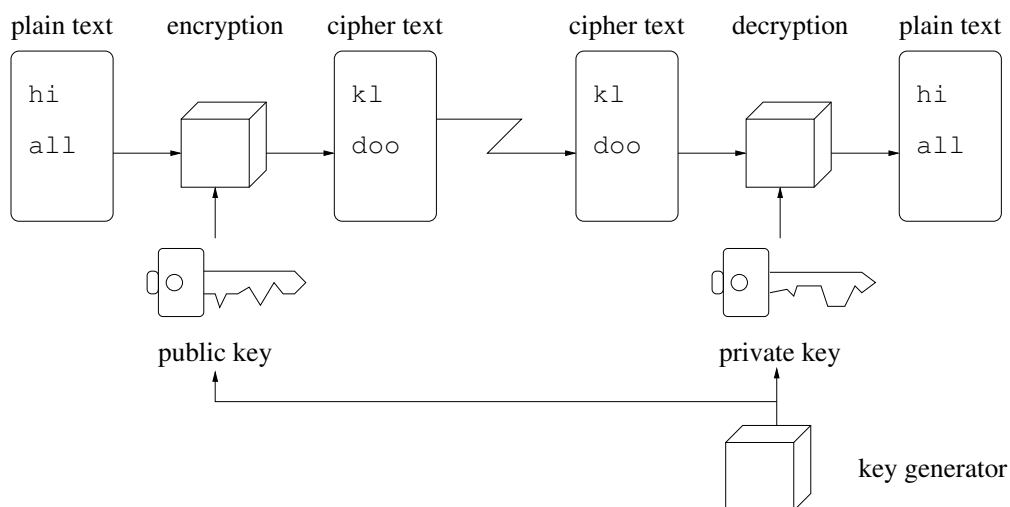 plain text encryption cipher text cipher text decryption plain text
hi kl kl hi
all doo doo all
public key private key
key generator